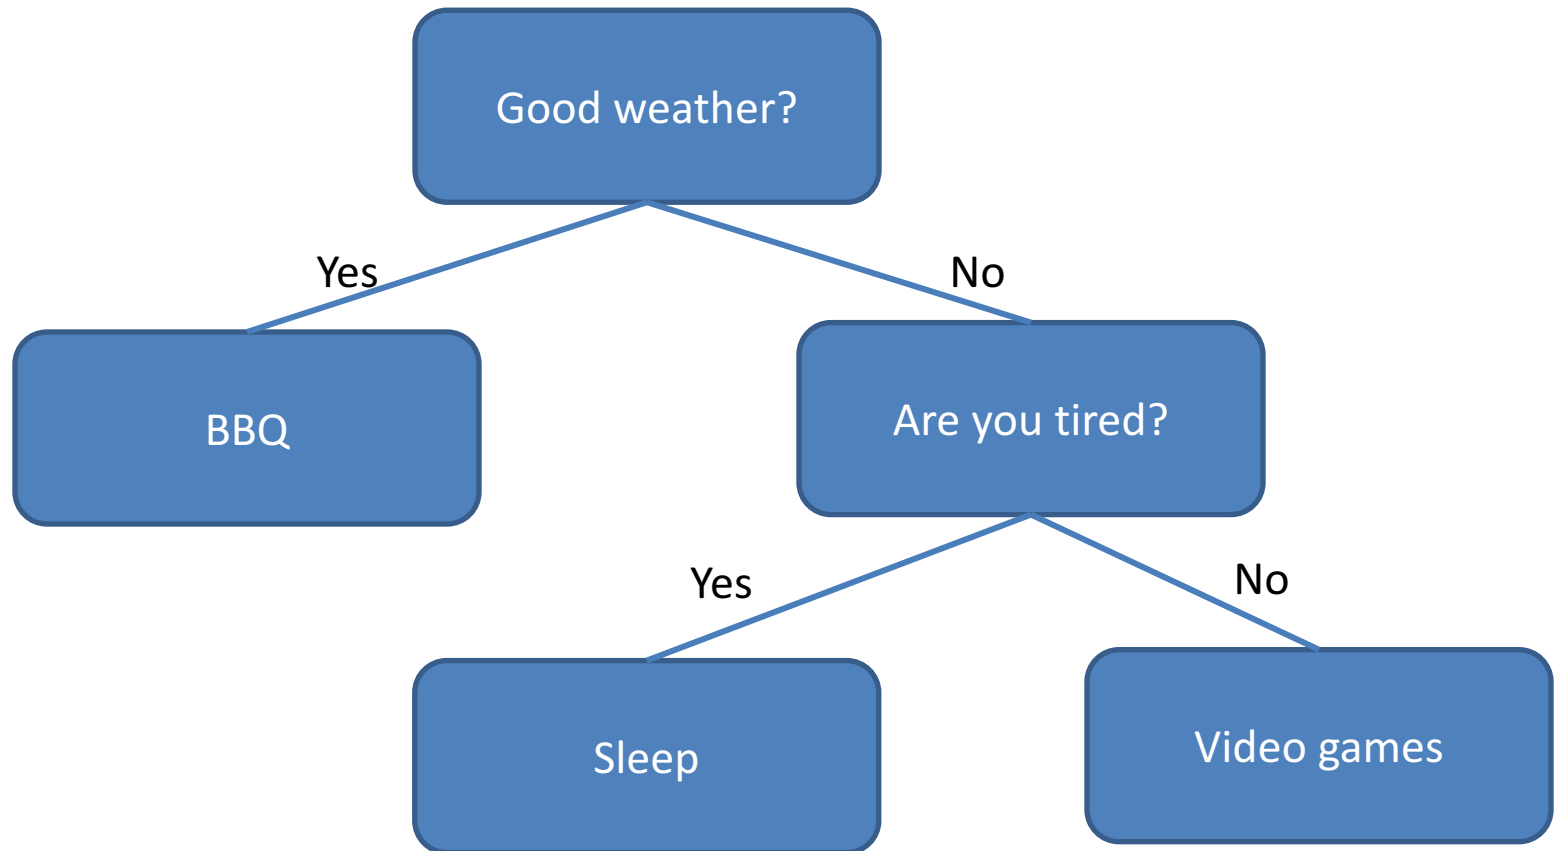 Good weather?
Yes
No
BBQ
Are you tired?
Yes
No
Sleep
Video games